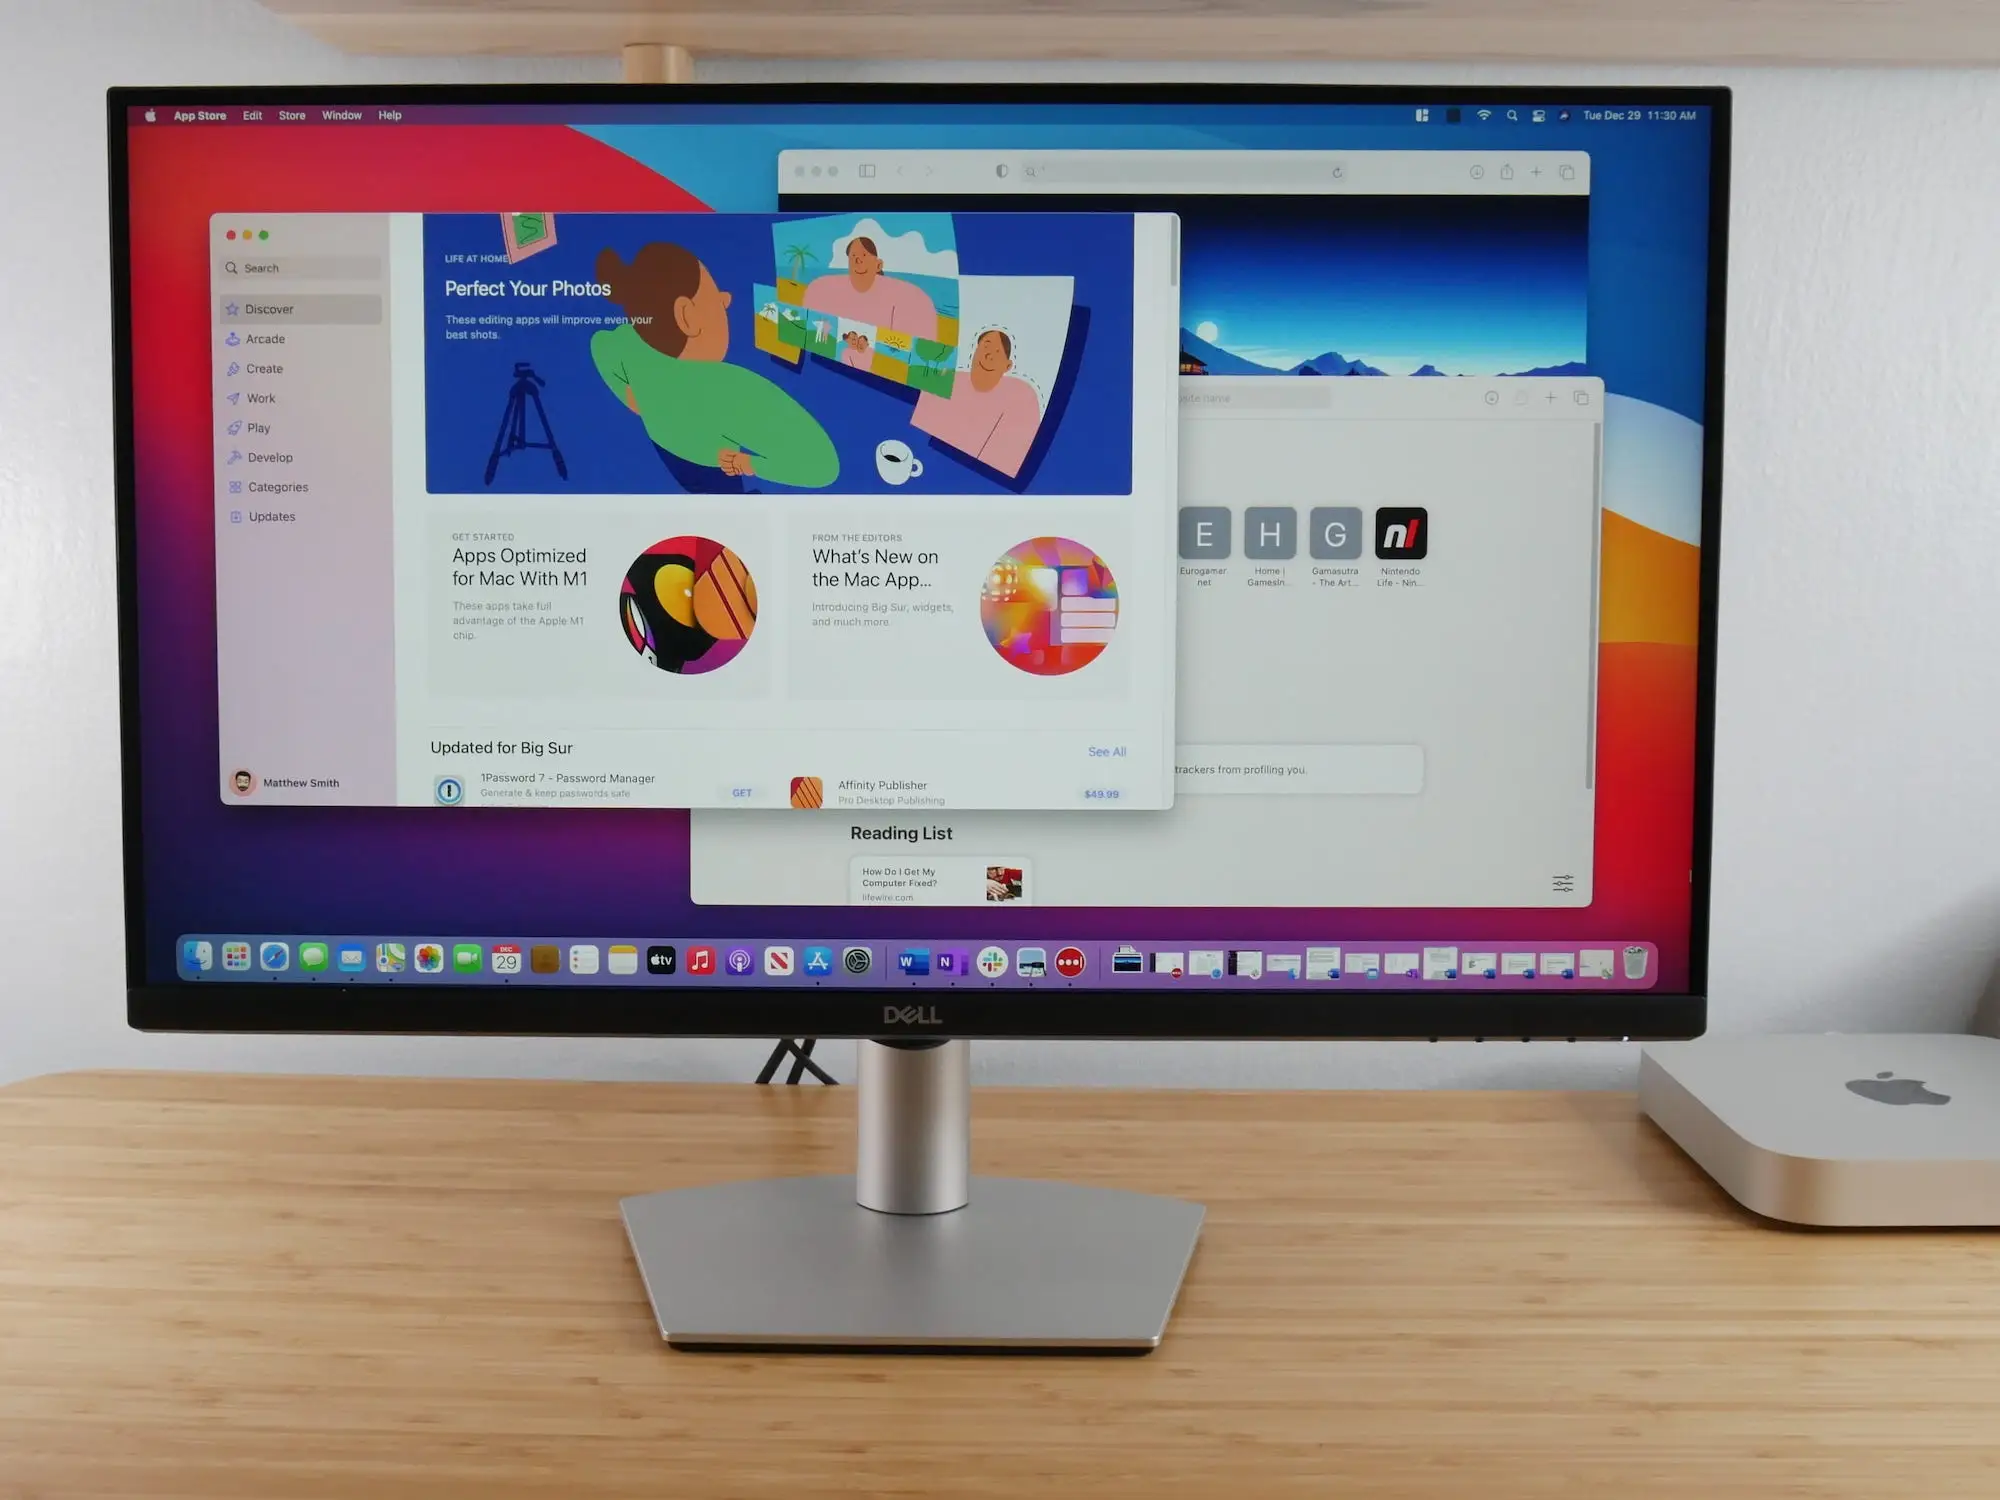 App Store Edit Store Window Help
Tue Dec 29 11:30 AM
Search
Discover
Arcade
Create
Work
Play
Develop
Categories
Updates
Matthew Smith
LIFE AT HOME
Perfect Your Photos
These editing apps will improve even your
best shots.
GET STARTED
Apps Optimized
for Mac With M1
These apps take full
advantage of the Apple M1
chip.
FROM THE EDITORS
What's New on
the Mac App...
Introducing Big Sur, widgets,
and much more.
Updated for Big Sur
See All
1Password 7 - Password Manager
Generate & keep passwords safe
GET
Affinity Publisher
Pro Desktop Publishing
$49.99
name
E
H
G
Eurogamer
net
Home |
GamesIn...
Gamasutra
- The Art...
Nintendo
Life - Nin...
trackers from profiling you.
Reading List
How Do I Get My
Computer Fixed?
lifewire.com
DEC
29
tv
W
N
DELL